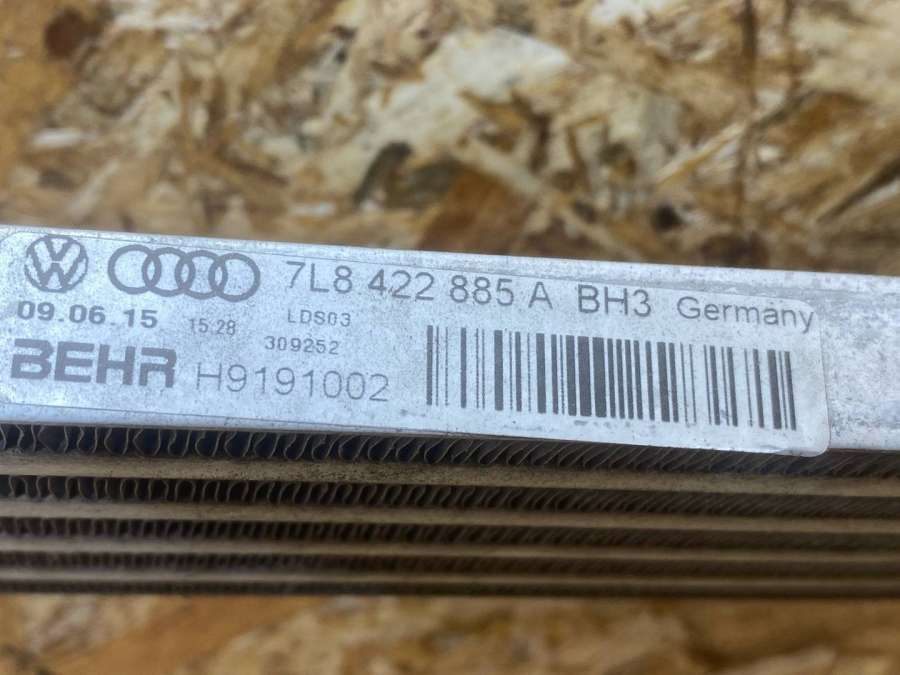 7L8 422 885 A BH3 Germany
09.06.15 15:28 LDS03
309252
BEHR H9191002